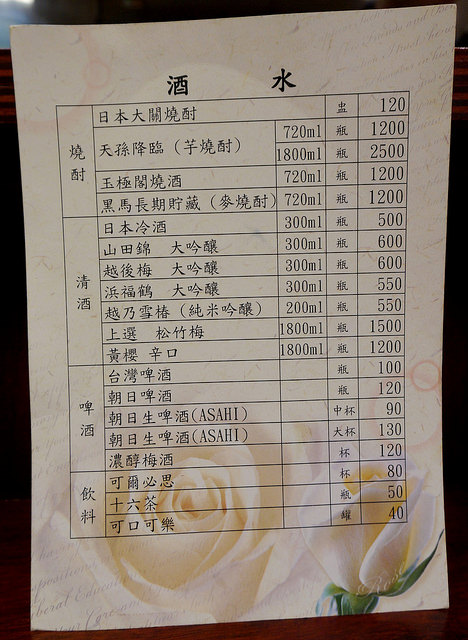 酒 水
燒酎
日本大關燒酎 盅 120
天孫降臨 (芋燒酎) 720ml 瓶 1200
1800ml 瓶 2500
玉極閣燒酒 720ml 瓶 1200
黑馬長期貯藏 (麥燒酎) 720ml 瓶 1200
清酒
日本冷酒 300ml 瓶 500
山田錦 大吟釀 300ml 瓶 600
越後梅 大吟釀 300ml 瓶 600
浜福鶴 大吟釀 300ml 瓶 550
越乃雪椿 (純米吟釀) 200ml 瓶 550
上選 松竹梅 1800ml 瓶 1500
黃櫻 辛口 1800ml 瓶 1200
啤酒
台灣啤酒 瓶 100
朝日啤酒 瓶 120
朝日生啤酒(ASAHI) 中杯 90
朝日生啤酒(ASAHI) 大杯 130
濃醇梅酒 杯 120
飲料
可爾必思 杯 80
十六茶 瓶 50
可口可樂 罐 40